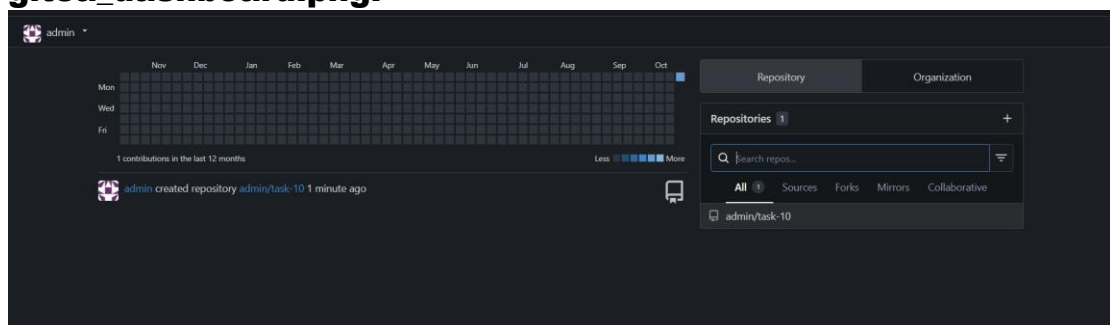 gitea_dashboard.png:
admin
Nov Dec Jan Feb Mar Apr May Jun Jul Aug Sep Oct
Mon
Wed
Fri
1 contributions in the last 12 months
Less More
admin created repository admin/task-10 1 minute ago
Repository Organization
Repositories 1 +
Search repos...
All 1 Sources Forks Mirrors Collaborative
admin/task-10